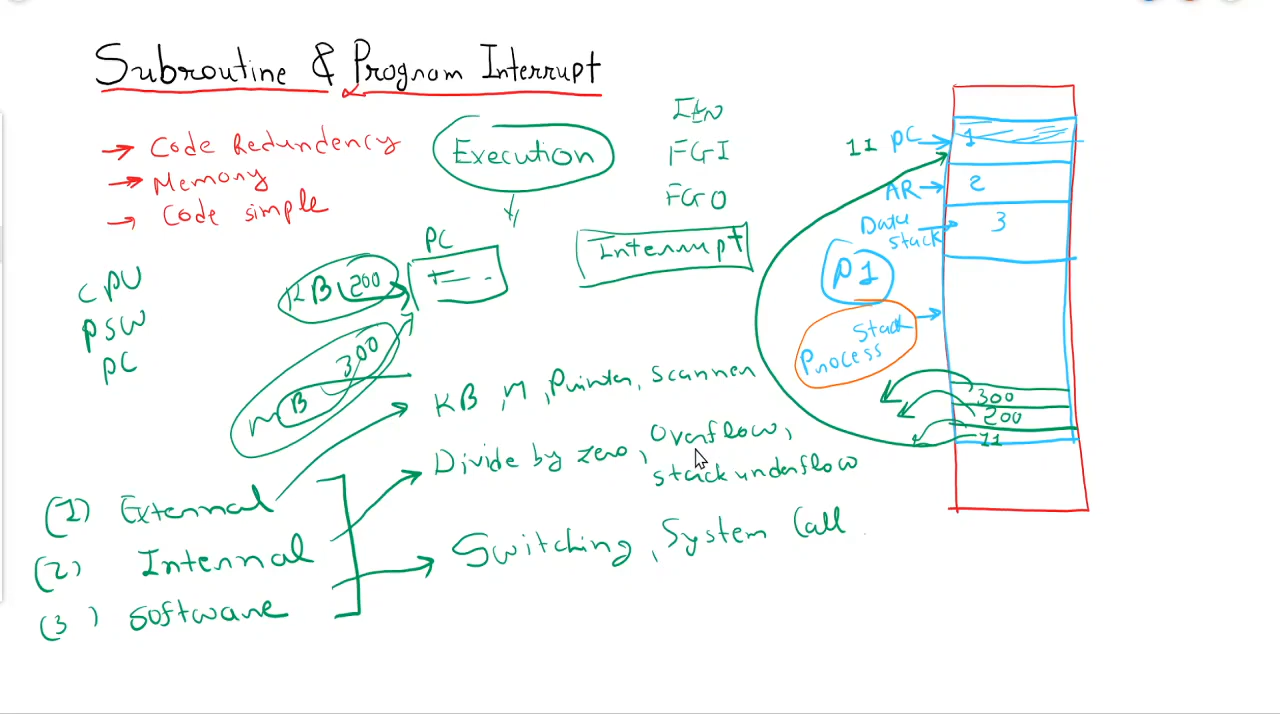 Subroutine & Program Interrupt
→ Code Redundency
→ Memory
→ Code simple
Execution
IEN
FGI
FGO
Interrupt
PC
KB 200
300
B
CPU
PSW
PC
KB, M, Printer, Scanner
Divide by zero, Overflow,
stack underflow
Switching, System Call
(1) External
(2) Internal
(3) Software
11 PC → 1
AR → 2
Data
stack → 3
P1
Stack
Process
300
200
11